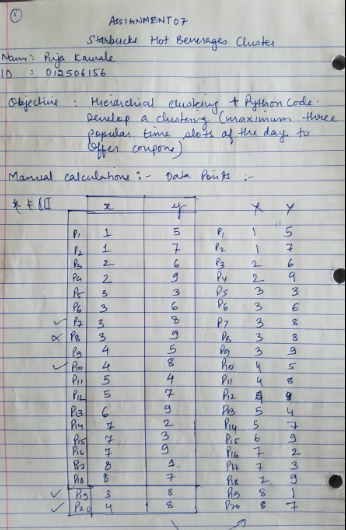 ①
ASSIGNMENT 07
Starbucks Hot Beverages Cluster
Name: Puja Kawale
ID : 012506156
Objective : Hierarchial clustering + Python Code.
Develop a clustering (maximum three
popular time slots of the day to
offer coupons)
Manual calculations :- Data Points :-
x y X Y
P1 1 5 P1 1 5
P2 1 7 P2 1 7
P3 2 6 P3 2 6
P4 2 9 P4 2 9
P5 3 3 P5 3 3
P6 3 6 P6 3 6
✓ P7 3 8 P7 3 8
P8 3 9 P8 3 8
P9 4 5 P9 3 9
✓ P10 4 8 P10 4 5
P11 5 4 P11 4 8
P12 5 7 P12
P13 6 9 P13 5 4
P14 7 2 P14 5 7
P15 7 3 P15 6 9
P16 7 9 P16 7 2
P17 8 1 P17 7 3
P18 8 7 P18 7 9
✓ P19 3 8 P19 8 1
✓ P20 4 8 P20 8 7